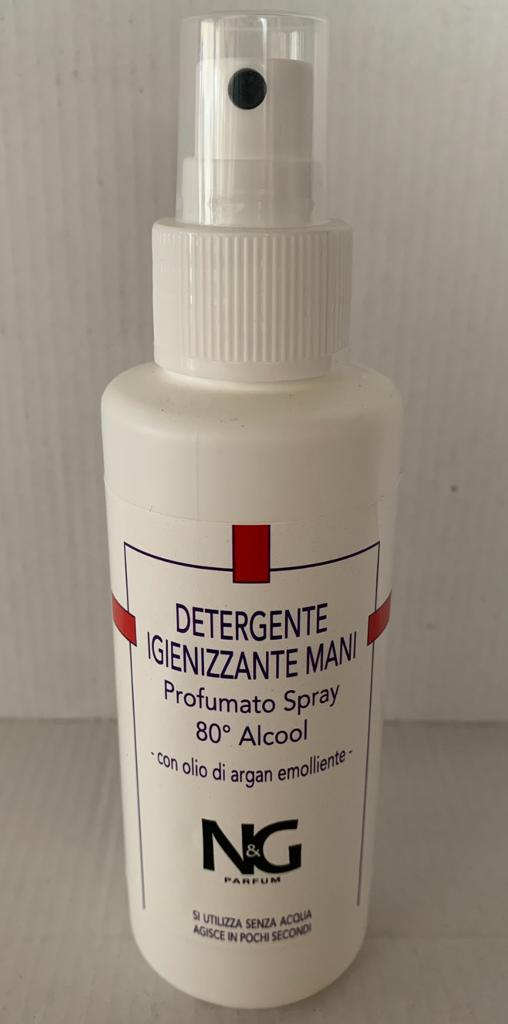 DETERGENTE
IGIENIZZANTE MANI
Profumato Spray
80° Alcool
- con olio di argan emolliente -
N&G
PARFUM
SI UTILIZZA SENZA ACQUA
AGISCE IN POCHI SECONDI